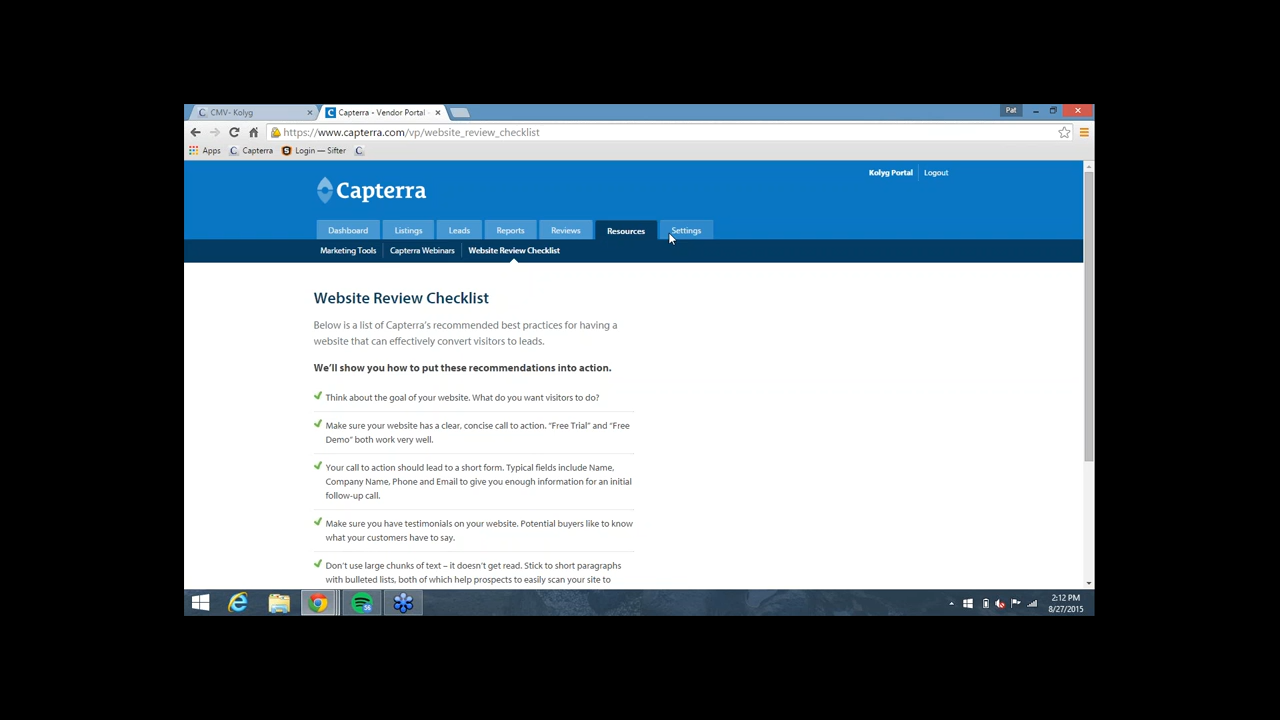 CMV- Kolyg
Capterra - Vendor Portal -
Pat
https://www.capterra.com/vp/website_review_checklist
Apps
Capterra
Login — Sifter
Kolyg Portal
Logout
Capterra
Dashboard
Listings
Leads
Reports
Reviews
Resources
Settings
Marketing Tools
Capterra Webinars
Website Review Checklist
Website Review Checklist
Below is a list of Capterra's recommended best practices for having a
website that can effectively convert visitors to leads.
We'll show you how to put these recommendations into action.
Think about the goal of your website. What do you want visitors to do?
Make sure your website has a clear, concise call to action. "Free Trial" and "Free
Demo" both work very well.
Your call to action should lead to a short form. Typical fields include Name,
Company Name, Phone and Email to give you enough information for an initial
follow-up call.
Make sure you have testimonials on your website. Potential buyers like to know
what your customers have to say.
Don't use large chunks of text – it doesn't get read. Stick to short paragraphs
with bulleted lists, both of which help prospects to easily scan your site to
2:12 PM
8/27/2015